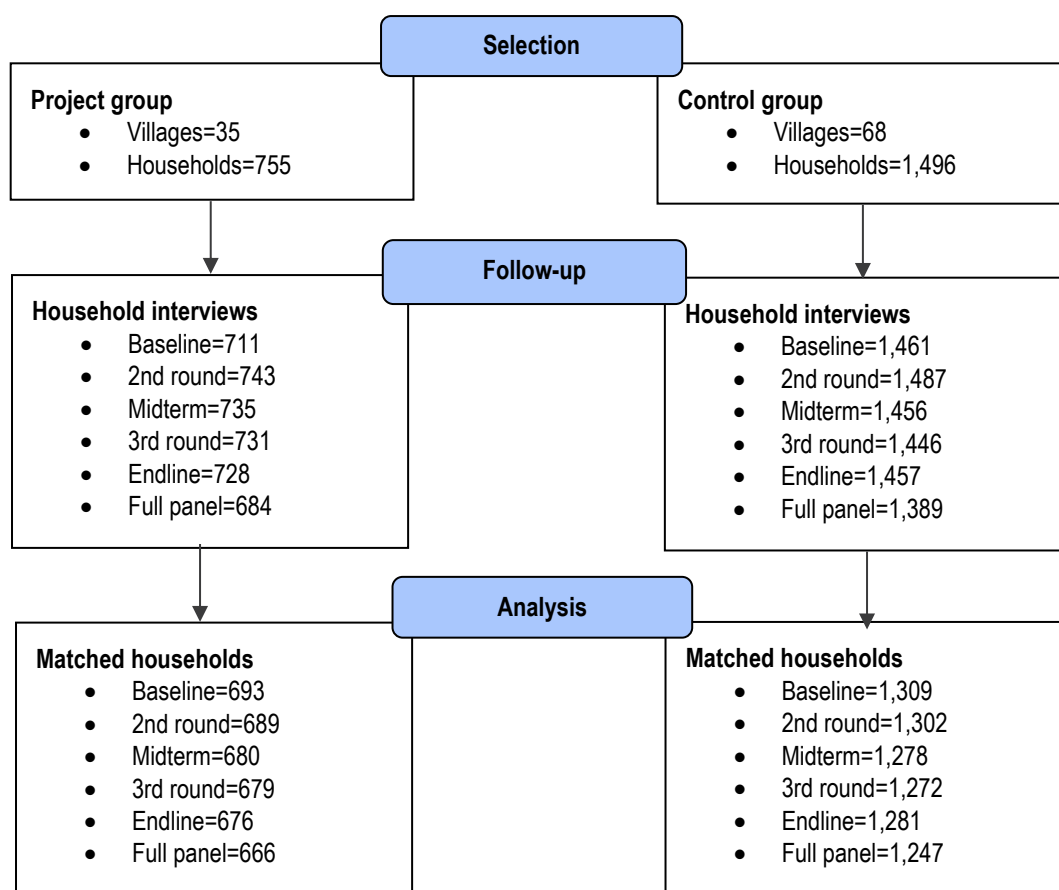 Selection
Project group
• Villages=35
• Households=755
Control group
• Villages=68
• Households=1,496
Follow-up
Household interviews
• Baseline=711
• 2nd round=743
• Midterm=735
• 3rd round=731
• Endline=728
• Full panel=684
Household interviews
• Baseline=1,461
• 2nd round=1,487
• Midterm=1,456
• 3rd round=1,446
• Endline=1,457
• Full panel=1,389
Analysis
Matched households
• Baseline=693
• 2nd round=689
• Midterm=680
• 3rd round=679
• Endline=676
• Full panel=666
Matched households
• Baseline=1,309
• 2nd round=1,302
• Midterm=1,278
• 3rd round=1,272
• Endline=1,281
• Full panel=1,247